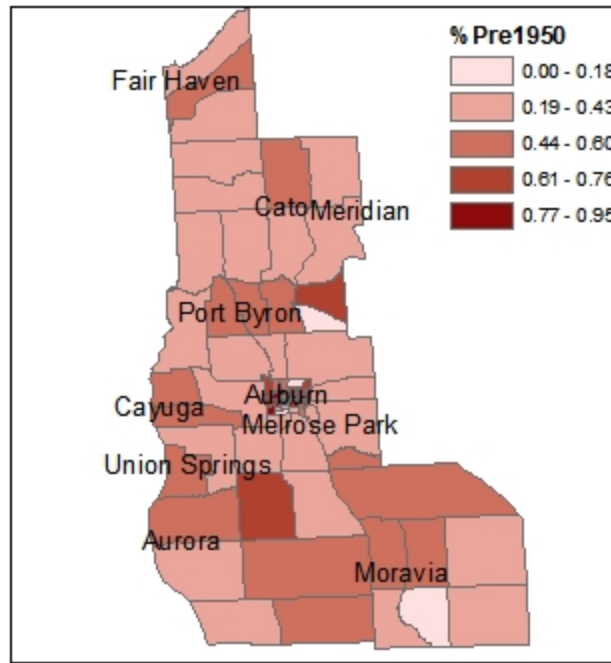 % Pre1950
0.00 - 0.18
0.19 - 0.43
0.44 - 0.60
0.61 - 0.76
0.77 - 0.95
Fair Haven
Cato Meridian
Port Byron
Auburn
Cayuga
Melrose Park
Union Springs
Aurora
Moravia